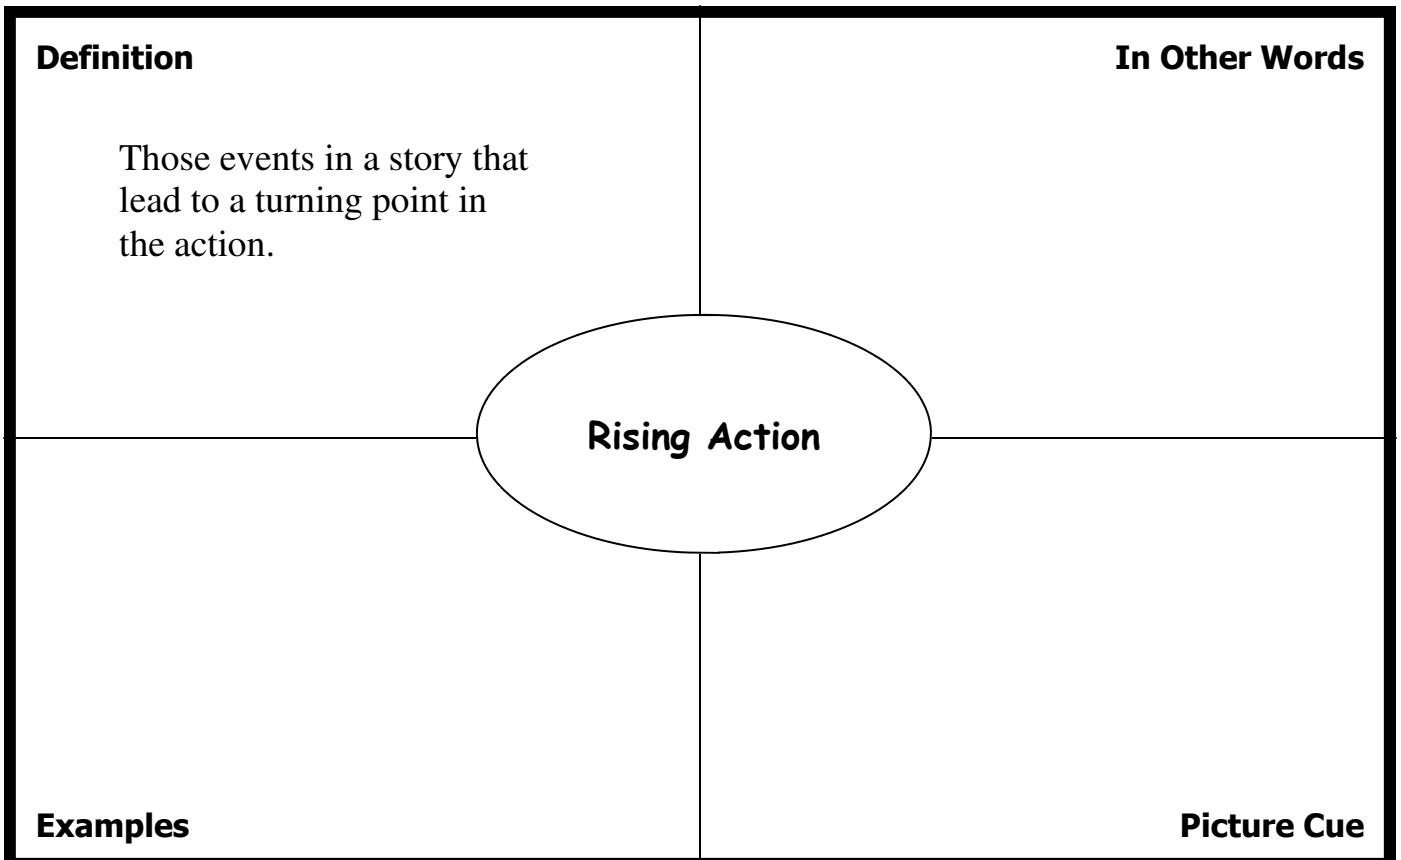 Definition
In Other Words
Those events in a story that
lead to a turning point in
the action.
Rising Action
Examples
Picture Cue